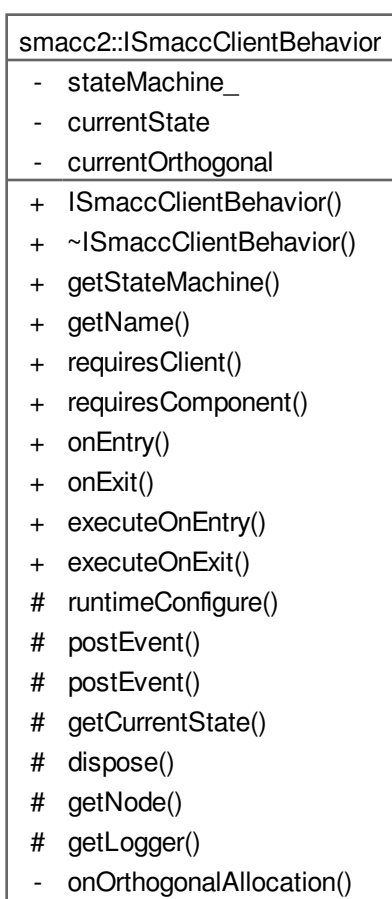 smacc2::ISmaccClientBehavior
- stateMachine_
- currentState
- currentOrthogonal
+ ISmaccClientBehavior()
+ ~ISmaccClientBehavior()
+ getStateMachine()
+ getName()
+ requiresClient()
+ requiresComponent()
+ onEntry()
+ onExit()
+ executeOnEntry()
+ executeOnExit()
# runtimeConfigure()
# postEvent()
# postEvent()
# getCurrentState()
# dispose()
# getNode()
# getLogger()
- onOrthogonalAllocation()